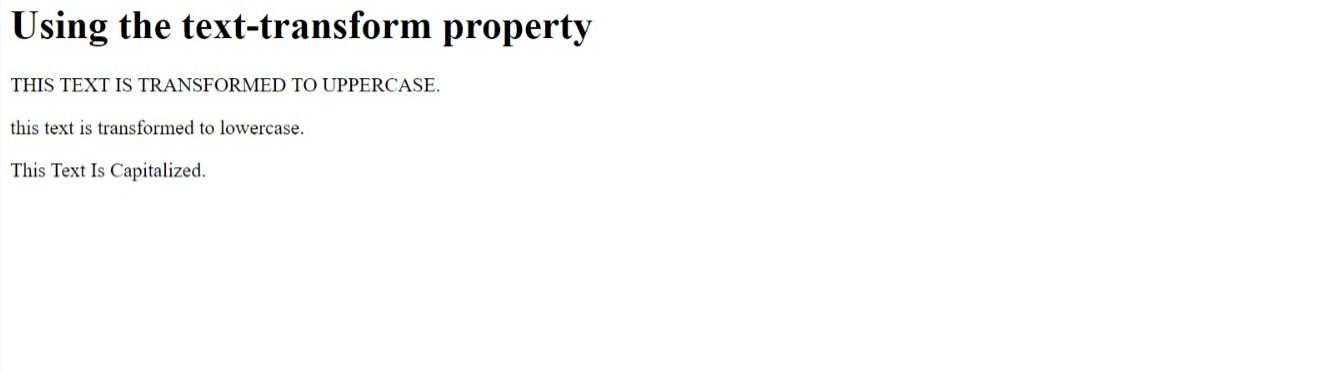 Using the text-transform property
THIS TEXT IS TRANSFORMED TO UPPERCASE.
this text is transformed to lowercase.
This Text Is Capitalized.